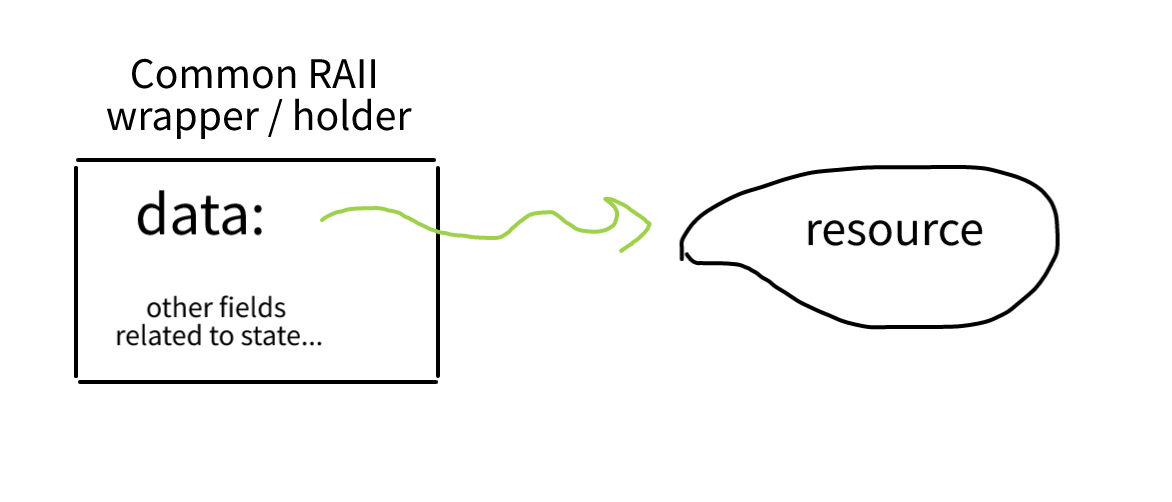 Common RAII
wrapper / holder
data:
resource
other fields
related to state...